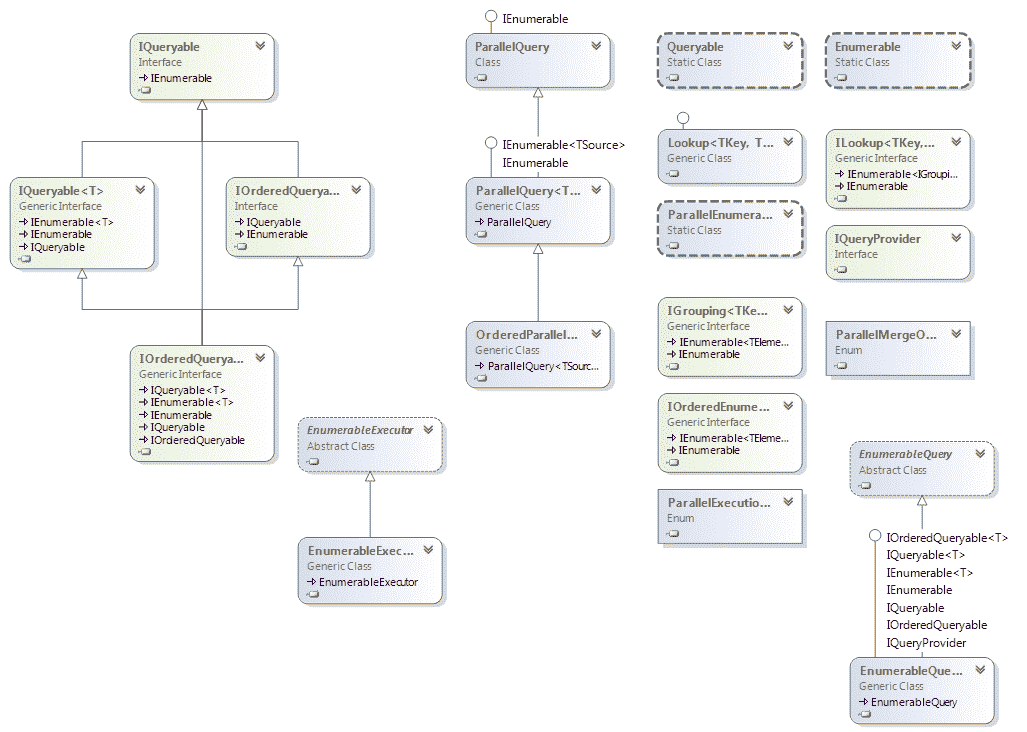 IQueryable
Interface
IEnumerable
IQueryable<T>
Generic Interface
IEnumerable<T>
IEnumerable
IQueryable
IOrderedQuerya...
Interface
IQueryable
IEnumerable
IOrderedQuerya...
Generic Interface
IQueryable<T>
IEnumerable<T>
IEnumerable
IQueryable
IOrderedQueryable
EnumerableExecutor
Abstract Class
EnumerableExec...
Generic Class
EnumerableExecutor
IEnumerable
ParallelQuery
Class
IEnumerable<TSource>
IEnumerable
ParallelQuery<T...
Generic Class
ParallelQuery
OrderedParallel...
Generic Class
ParallelQuery<TSourc...
Queryable
Static Class
Enumerable
Static Class
Lookup<TKey, T...
Generic Class
ILookup<TKey,...
Generic Interface
IEnumerable<IGroupi...
IEnumerable
ParallelEnumera...
Static Class
IQueryProvider
Interface
IGrouping<TKe...
Generic Interface
IEnumerable<TEleme...
IEnumerable
ParallelMergeO...
Enum
IOrderedEnume...
Generic Interface
IEnumerable<TEleme...
IEnumerable
ParallelExecutio...
Enum
EnumerableQuery
Abstract Class
IOrderedQueryable<T>
IQueryable<T>
IEnumerable<T>
IEnumerable
IQueryable
IOrderedQueryable
IQueryProvider
EnumerableQue...
Generic Class
EnumerableQuery